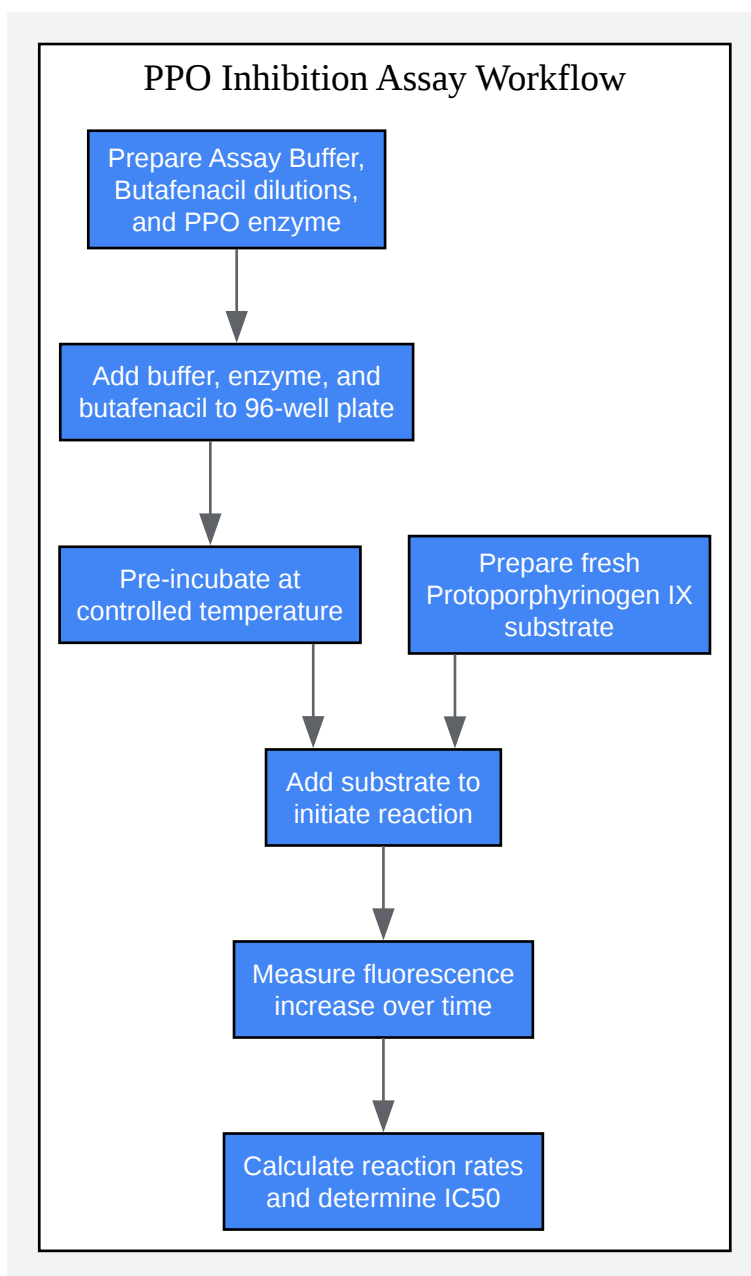 PPO Inhibition Assay Workflow
Prepare Assay Buffer,
Butafenacil dilutions,
and PPO enzyme
Add buffer, enzyme, and
butafenacil to 96-well plate
Pre-incubate at
controlled temperature
Prepare fresh
Protoporphyrinogen IX
substrate
Add substrate to
initiate reaction
Measure fluorescence
increase over time
Calculate reaction rates
and determine IC50